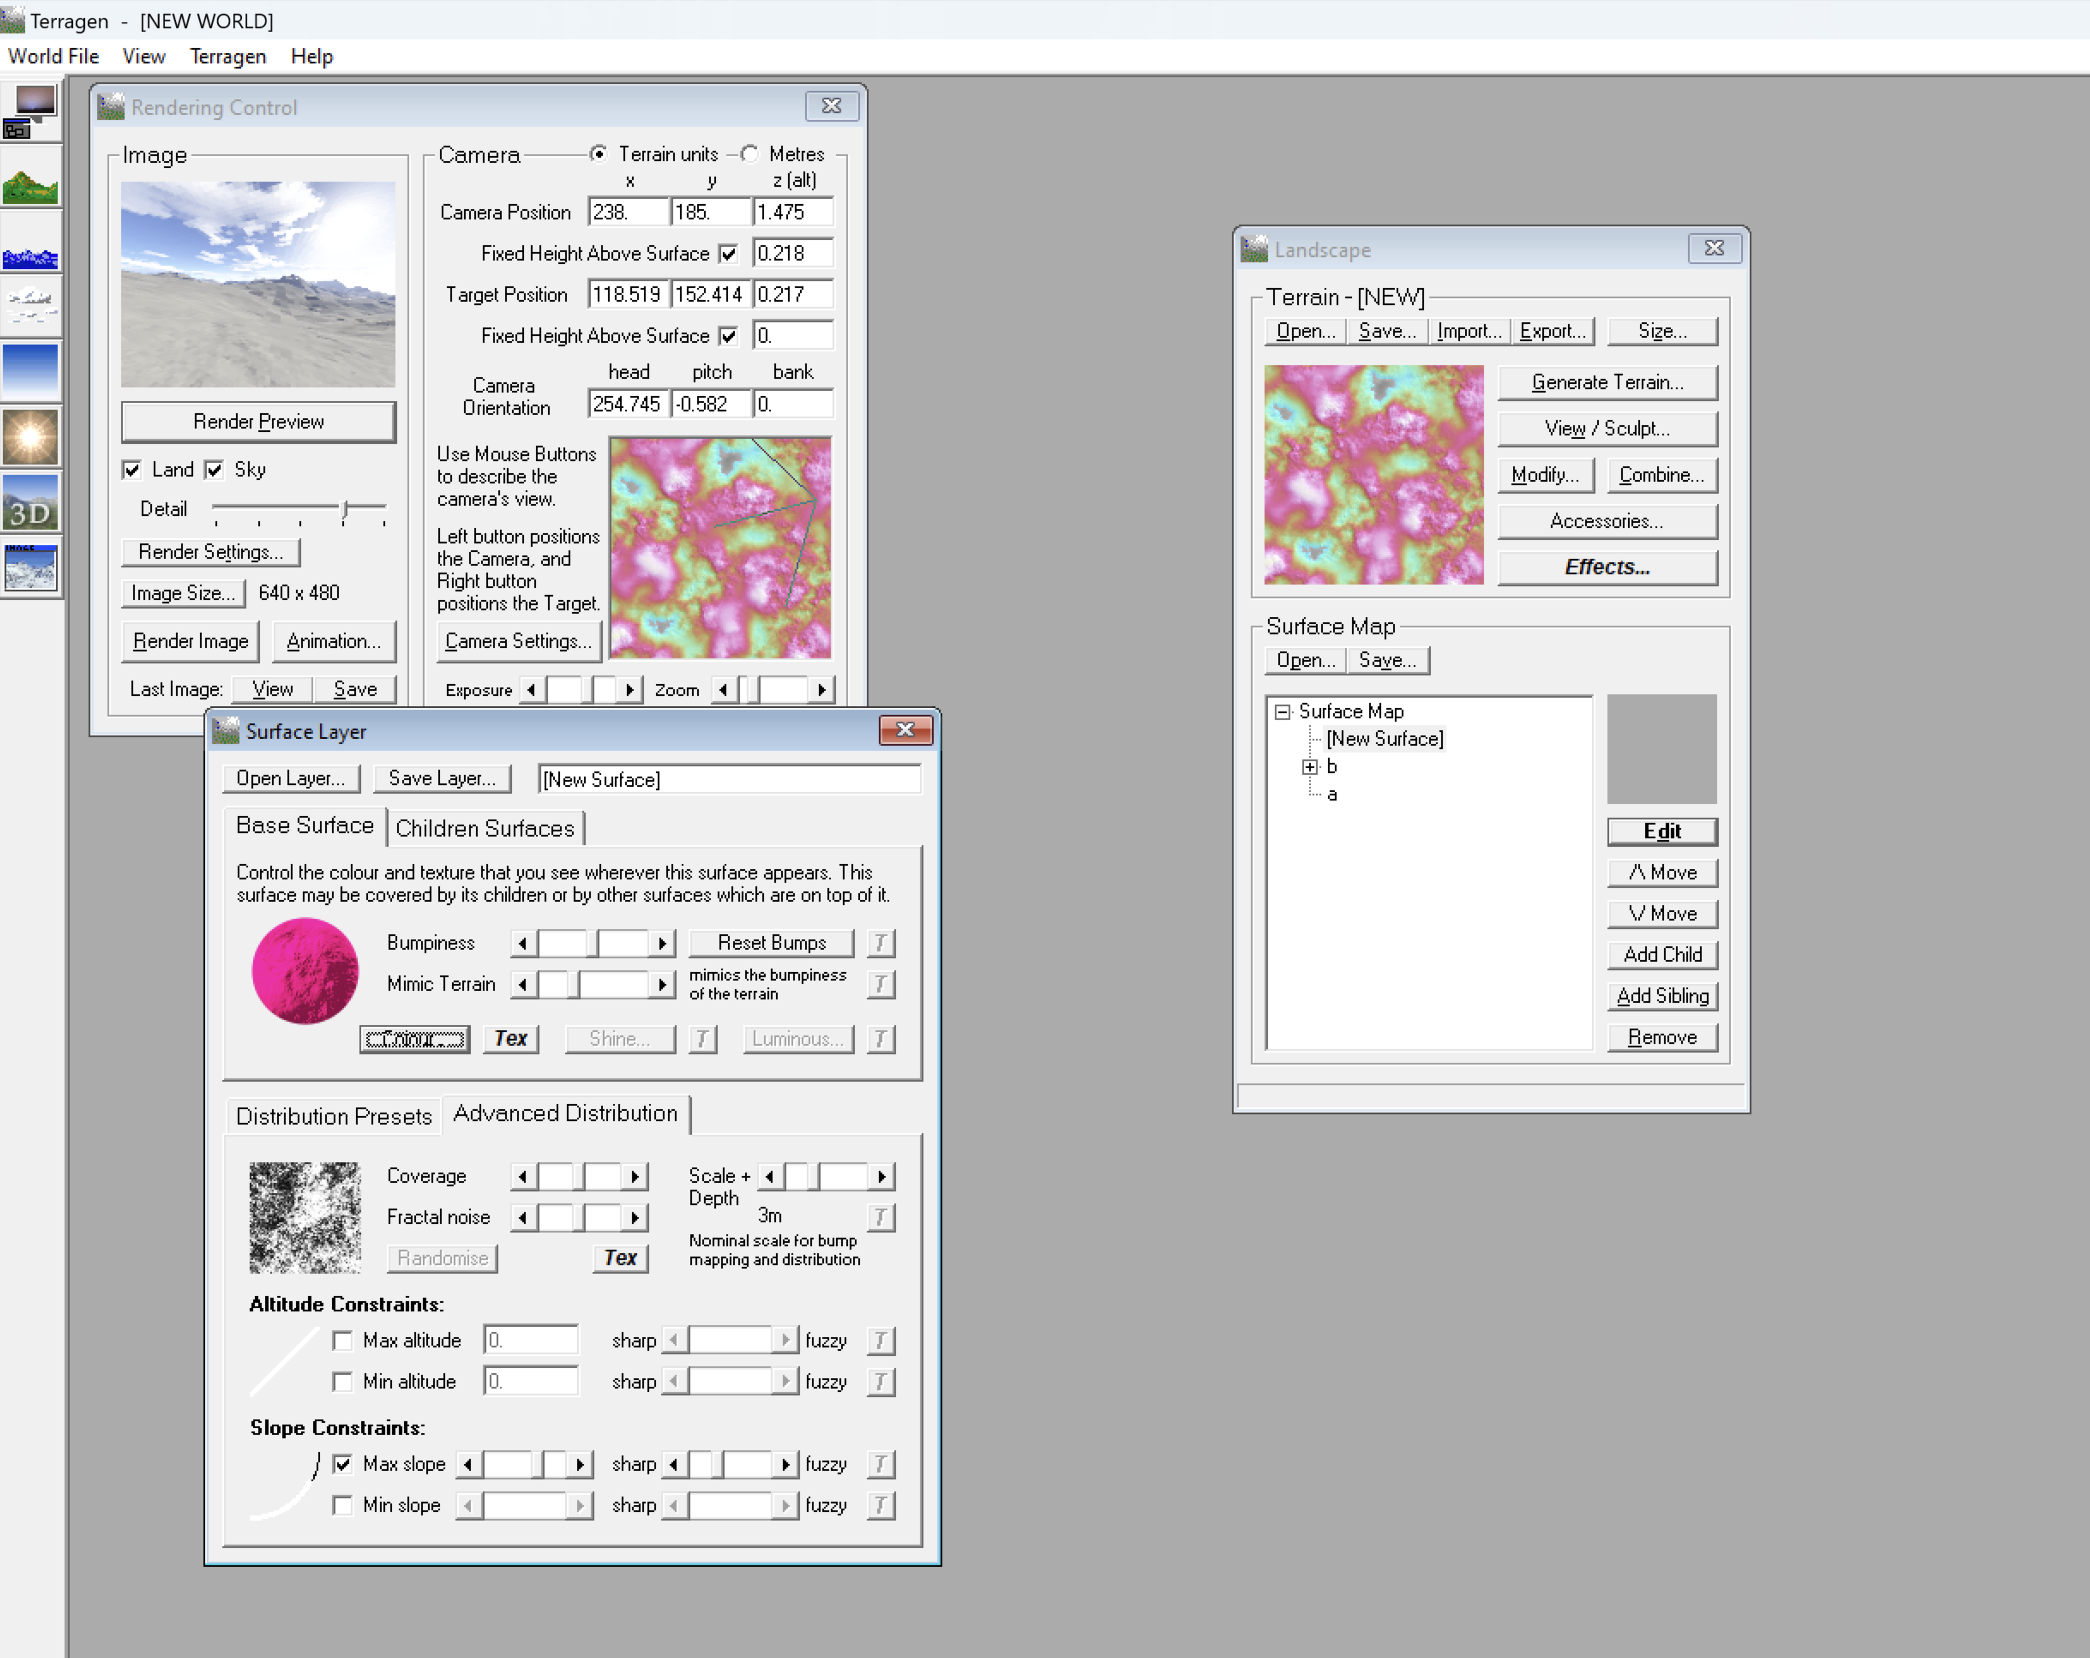 Terragen - [NEW WORLD]
World File View Terragen Help
Rendering Control
Image
Render Preview
Land Sky
Detail
Render Settings...
Image Size... 640 x 480
Render Image Animation...
Last Image: View Save
Camera Terrain units Metres
x y z (alt)
Camera Position 238. 185. 1.475
Fixed Height Above Surface 0.218
Target Position 118.519 152.414 0.217
Fixed Height Above Surface 0.
head pitch bank
Camera Orientation 254.745 -0.582 0.
Use Mouse Buttons
to describe the
camera's view.
Left button positions
the Camera, and
Right button
positions the Target.
Camera Settings...
Exposure Zoom
3D
IMAGE
Surface Layer
Open Layer... Save Layer... [New Surface]
Base Surface Children Surfaces
Control the colour and texture that you see wherever this surface appears. This
surface may be covered by its children or by other surfaces which are on top of it.
Bumpiness Reset Bumps T
Mimic Terrain mimics the bumpiness
of the terrain T
Colour... Tex Shine... T Luminous... T
Distribution Presets Advanced Distribution
Coverage Scale +
Depth
Fractal noise 3m T
Randomise Tex Nominal scale for bump
mapping and distribution
Altitude Constraints:
Max altitude 0. sharp fuzzy T
Min altitude 0. sharp fuzzy T
Slope Constraints:
Max slope sharp fuzzy T
Min slope sharp fuzzy T
Landscape
Terrain - [NEW]
Open... Save... Import... Export... Size...
Generate Terrain...
View / Sculpt...
Modify... Combine...
Accessories...
Effects...
Surface Map
Open... Save...
Surface Map
[New Surface]
b
a
Edit
/\ Move
\/ Move
Add Child
Add Sibling
Remove